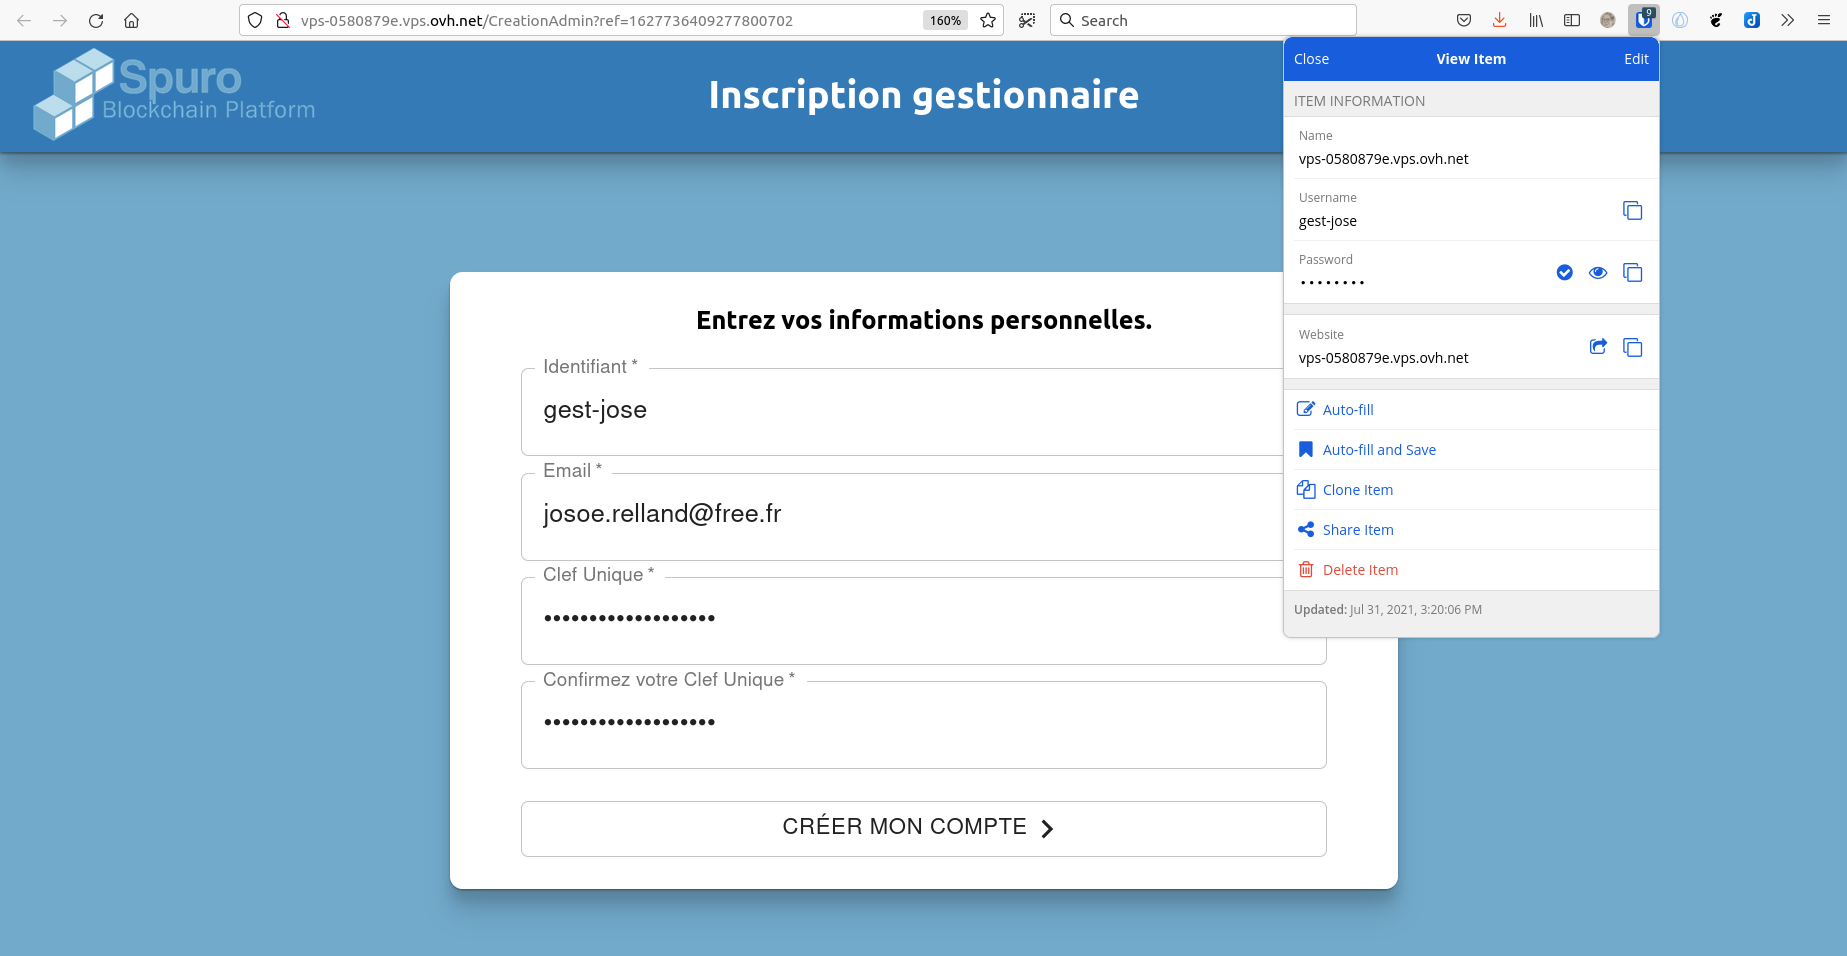 vps-0580879e.vps.ovh.net/CreationAdmin?ref=1627736409277800702
160%
Search
9
Spuro
Blockchain Platform
Inscription gestionnaire
Entrez vos informations personnelles.
Identifiant *
gest-jose
Email *
josoe.relland@free.fr
Clef Unique *
•••••••••••••••••••
Confirmez votre Clef Unique *
•••••••••••••••••••
CRÉER MON COMPTE
Close
View Item
Edit
ITEM INFORMATION
Name
vps-0580879e.vps.ovh.net
Username
gest-jose
Password
••••••••
Website
vps-0580879e.vps.ovh.net
Auto-fill
Auto-fill and Save
Clone Item
Share Item
Delete Item
Updated: Jul 31, 2021, 3:20:06 PM